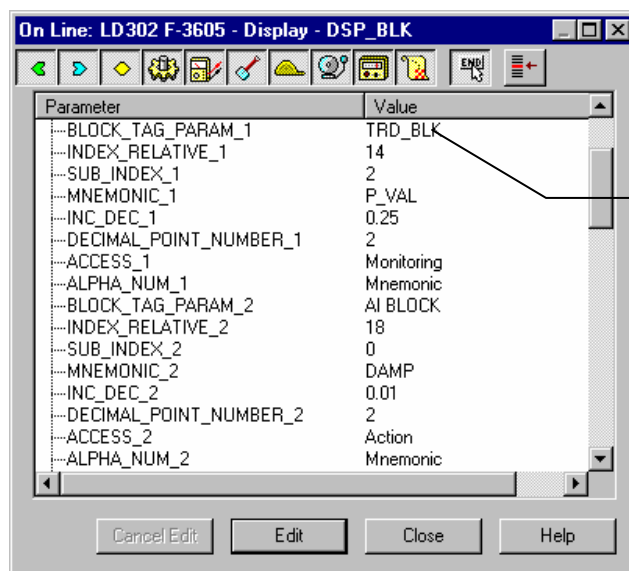 On Line: LD302 F-3605 - Display - DSP_BLK
END
Parameter Value
BLOCK_TAG_PARAM_1 TRD_BLK
INDEX_RELATIVE_1 14
SUB_INDEX_1 2
MNEMONIC_1 P_VAL
INC_DEC_1 0.25
DECIMAL_POINT_NUMBER_1 2
ACCESS_1 Monitoring
ALPHA_NUM_1 Mnemonic
BLOCK_TAG_PARAM_2 AI BLOCK
INDEX_RELATIVE_2 18
SUB_INDEX_2 0
MNEMONIC_2 DAMP
INC_DEC_2 0.01
DECIMAL_POINT_NUMBER_2 2
ACCESS_2 Action
ALPHA_NUM_2 Mnemonic
Cancel Edit Edit Close Help